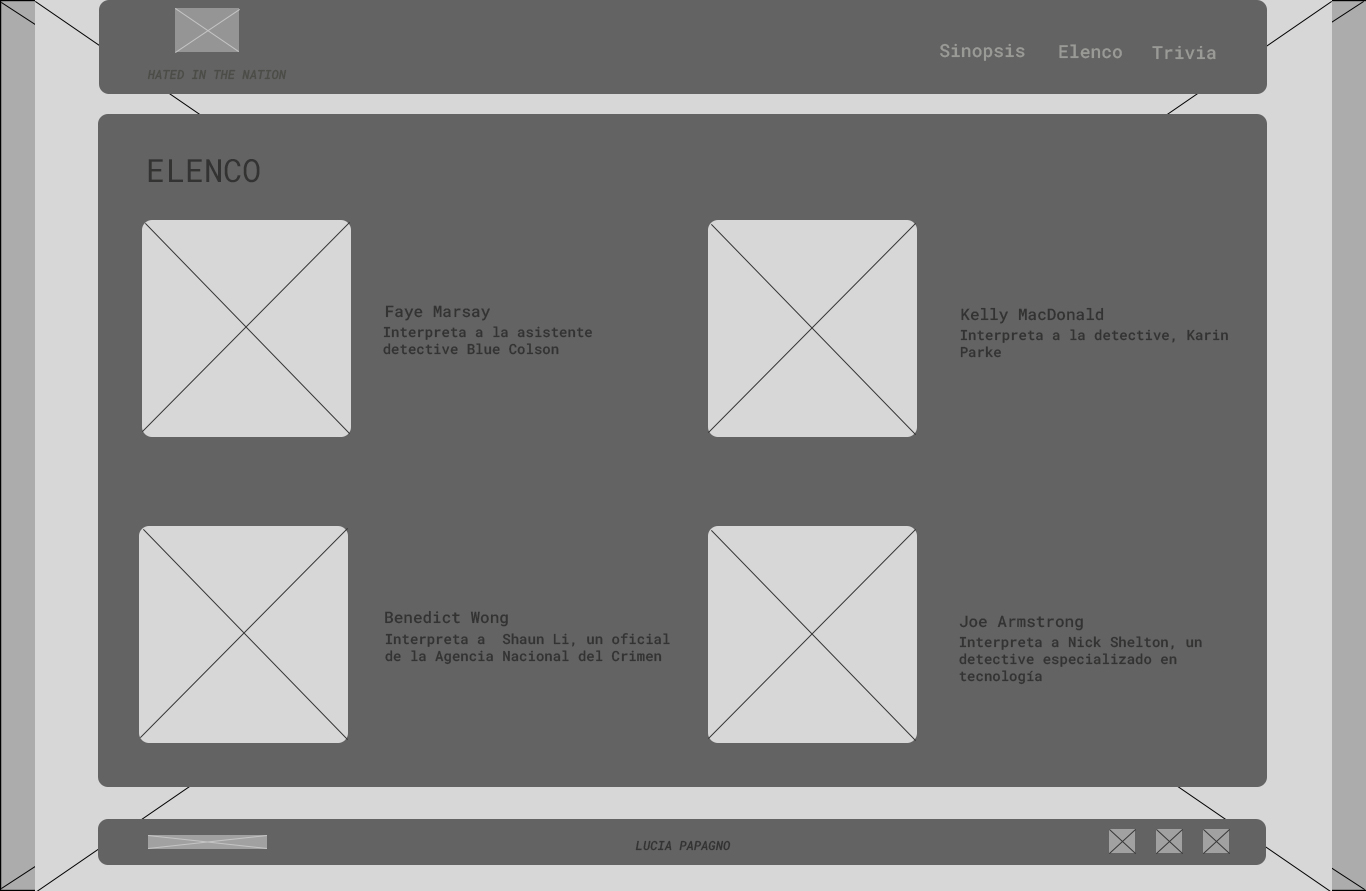 HATED IN THE NATION
Sinopsis
Elenco
Trivia
ELENCO
Faye Marsay
Interpreta a la asistente
detective Blue Colson
Kelly MacDonald
Interpreta a la detective, Karin
Parke
Benedict Wong
Interpreta a  Shaun Li, un oficial
de la Agencia Nacional del Crimen
Joe Armstrong
Interpreta a Nick Shelton, un
detective especializado en
tecnología
LUCIA PAPAGNO